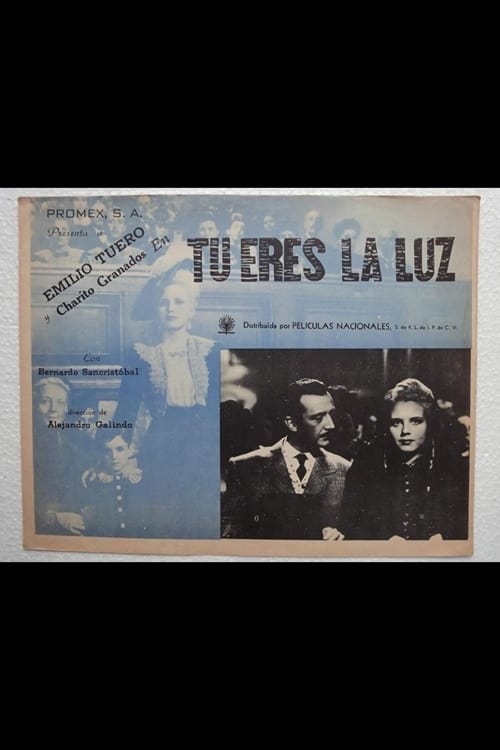 PROMEX, S. A.
Presenta a
EMILIO TUERO
y Charito Granados En
TU ERES LA LUZ
Distribuída por PELICULAS NACIONALES, S. de R. L. de I. P. de C. V.
Con
Bernardo Sancristóbal
dirección de
Alejandro Galindo